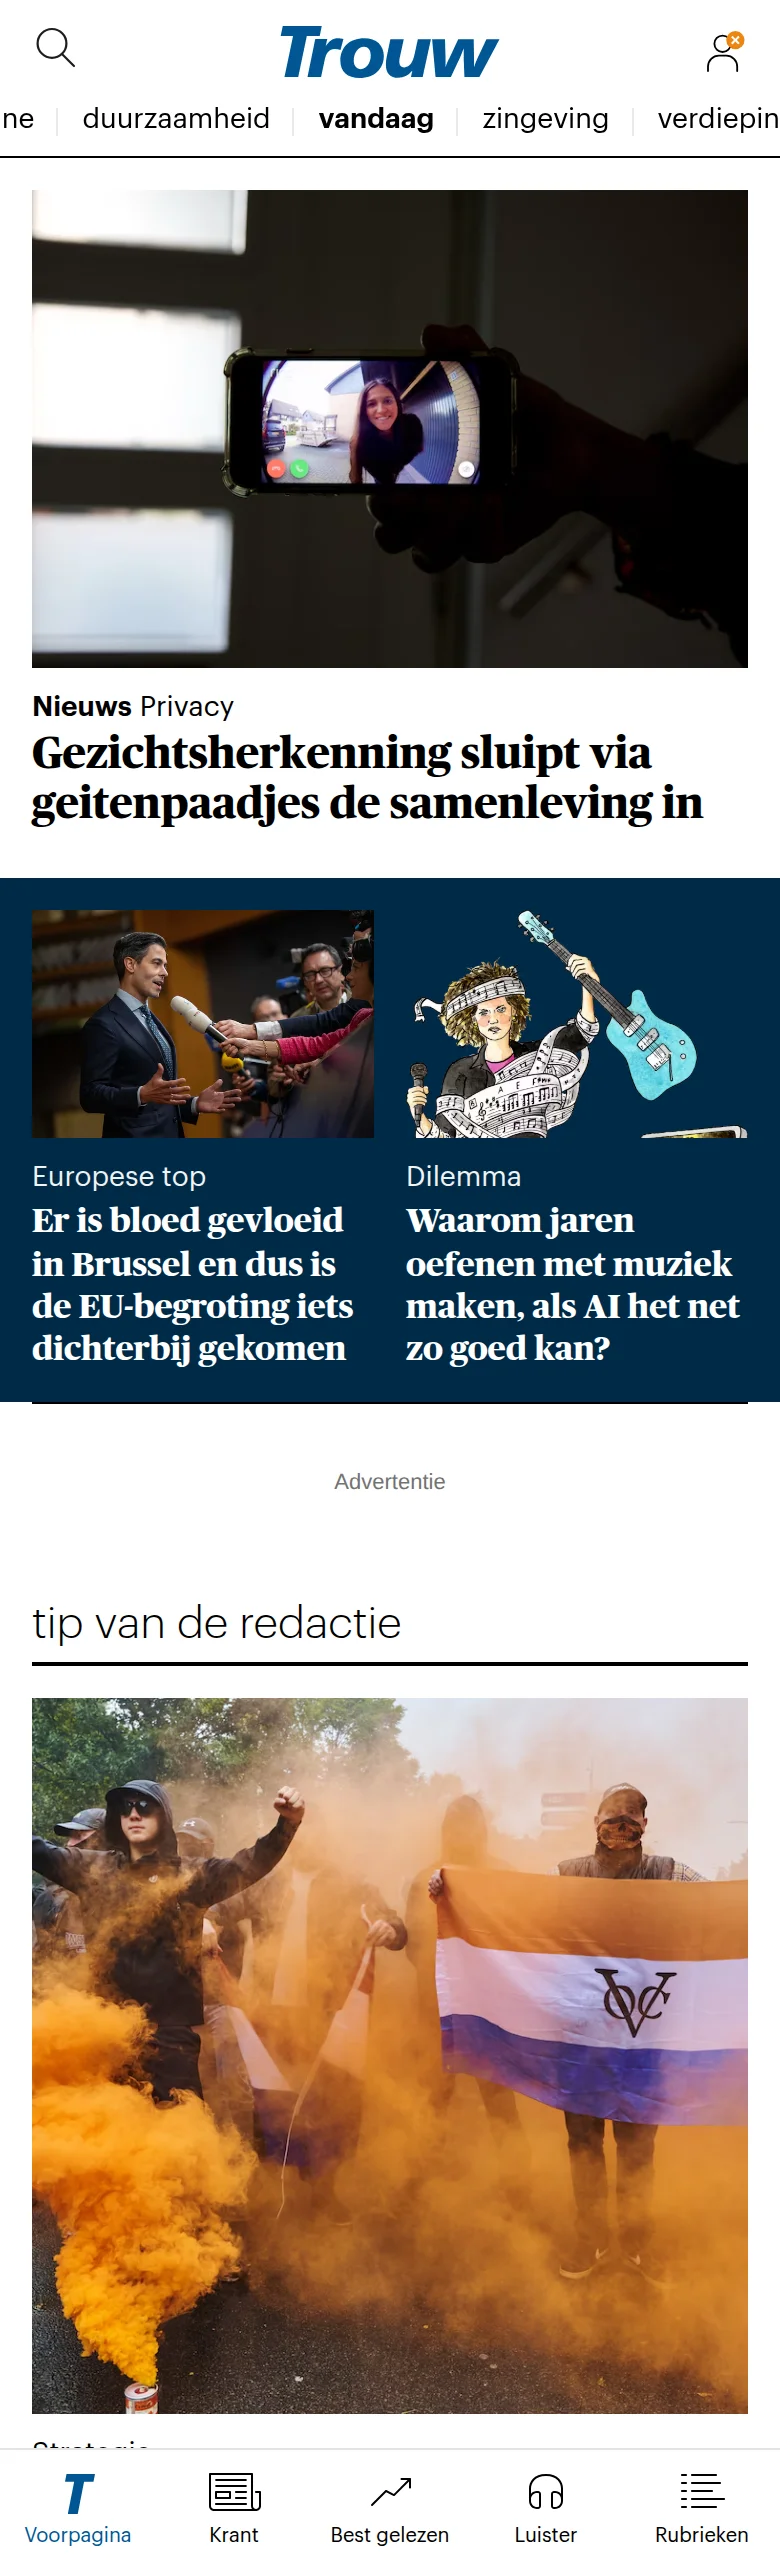 Trouw
ne duurzaamheid vandaag zingeving verdiepin
Nieuws Privacy
Gezichtsherkenning sluipt via
geitenpaadjes de samenleving in
Europese top
Er is bloed gevloeid
in Brussel en dus is
de EU-begroting iets
dichterbij gekomen
Dilemma
Waarom jaren
oefenen met muziek
maken, als AI het net
zo goed kan?
Advertentie
tip van de redactie
VOC
Strategie
T
Voorpagina Krant Best gelezen Luister Rubrieken